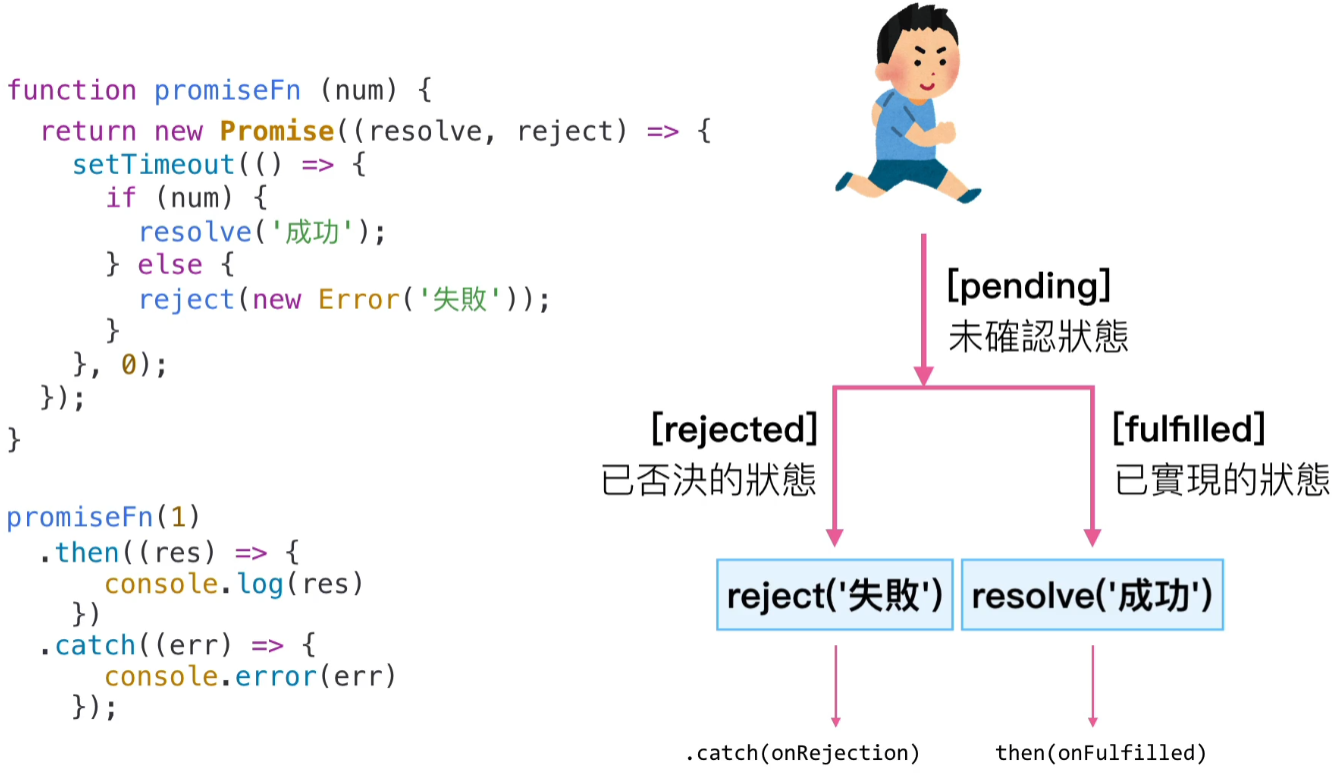 function promiseFn (num) {
  return new Promise((resolve, reject) => {
    setTimeout(() => {
      if (num) {
        resolve('成功');
      } else {
        reject(new Error('失敗'));
      }
    }, 0);
  });
}
promiseFn(1)
  .then((res) => {
      console.log(res)
    })
  .catch((err) => {
      console.error(err)
    });
[pending]
未確認狀態
[rejected]
已否決的狀態
[fulfilled]
已實現的狀態
reject('失敗')
resolve('成功')
.catch(onRejection)
then(onFulfilled)